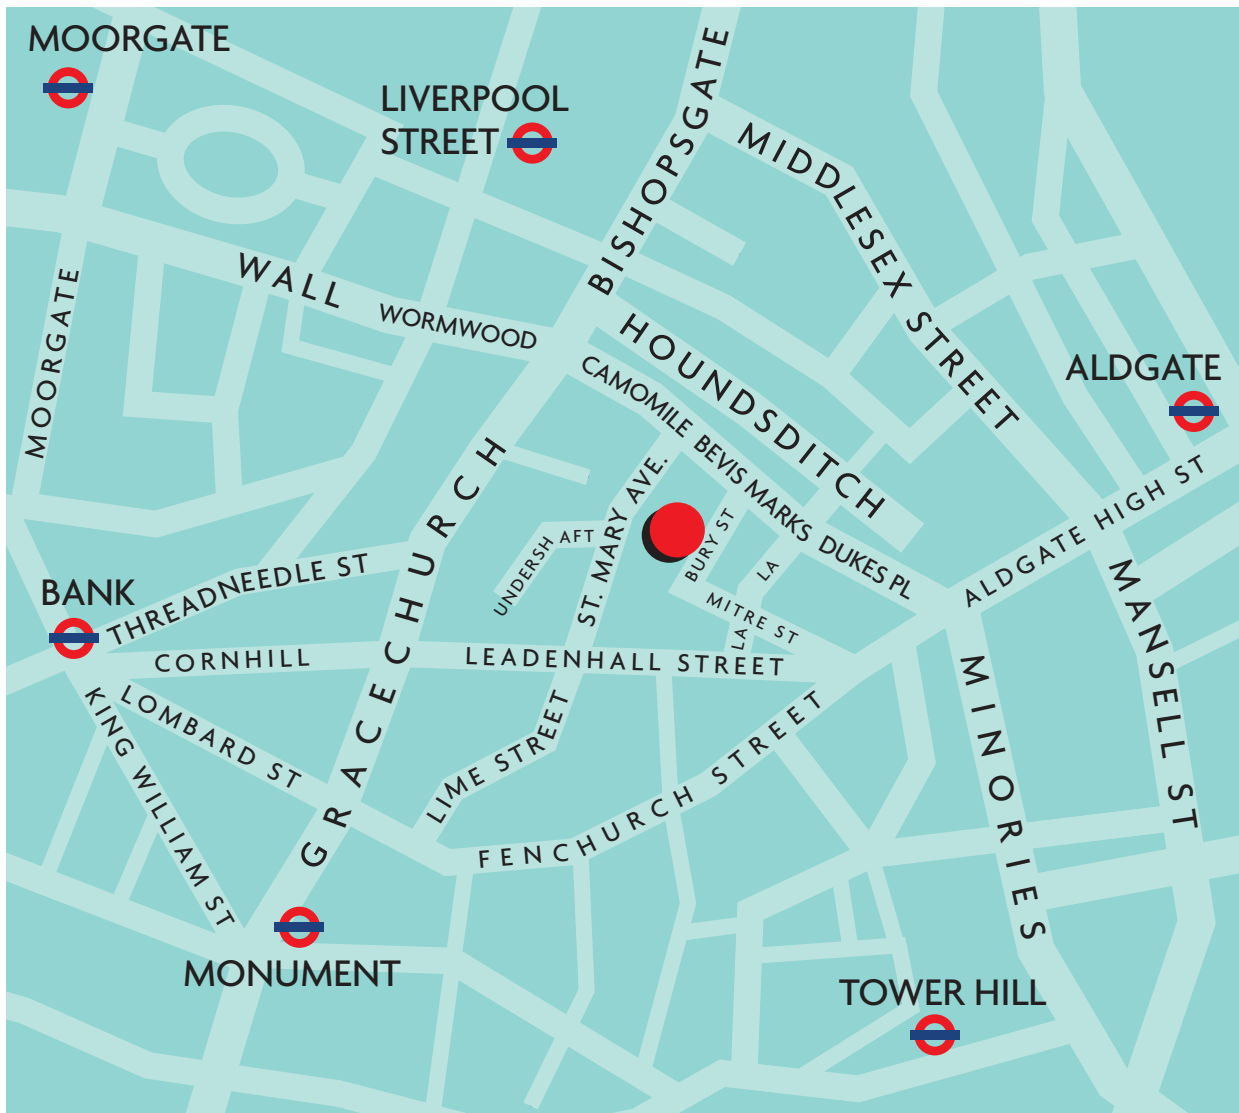 MOORGATE
LIVERPOOL
STREET
BISHOPSGATE
MIDDLESEX STREET
WALL
WORMWOOD
MOORGATE
HOUNDSDITCH
CAMOMILE
BEVIS MARKS
DUKES PL
ALDGATE
ALDGATE HIGH ST
GRACECHURCH
ST. MARY AVE.
UNDERSHAFT
BURY ST
LA
MITRE ST
LA
BANK
THREADNEEDLE ST
CORNHILL
LEADENHALL STREET
LOMBARD ST
KING WILLIAM ST
LIME STREET
FENCHURCH STREET
MINORIES
MANSELL ST
MONUMENT
TOWER HILL